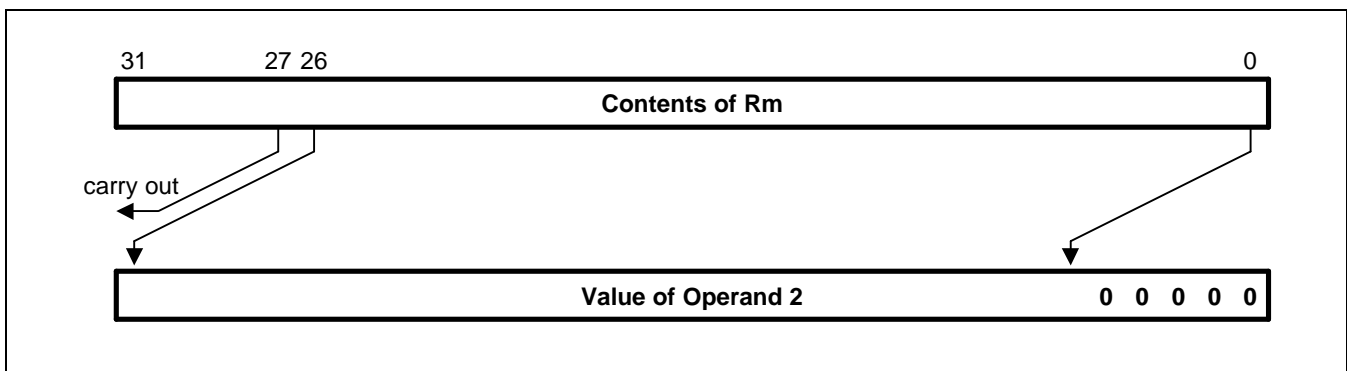 31 27 26 0
Contents of Rm
carry out
Value of Operand 2 0 0 0 0 0